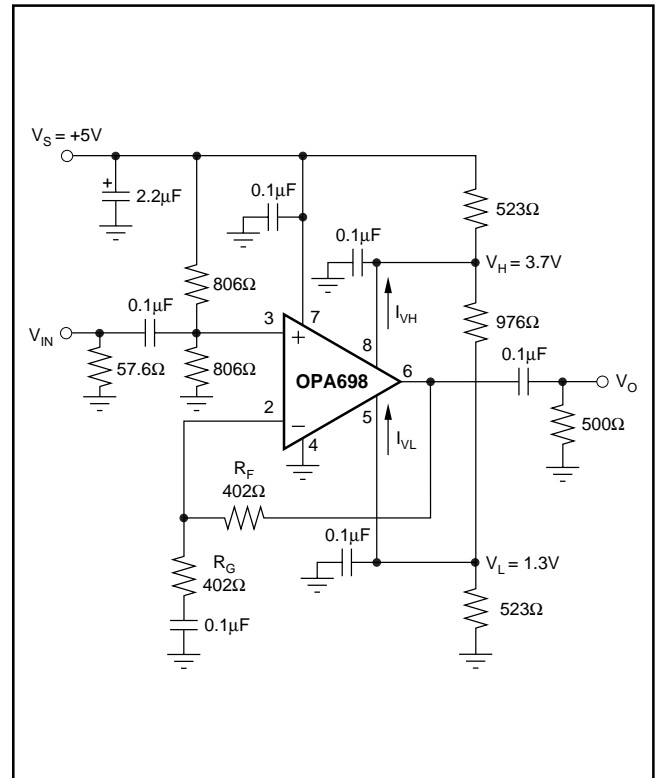 V_S = +5V
+
2.2µF
0.1µF
523Ω
0.1µF
V_H = 3.7V
806Ω
I_VH
976Ω
0.1µF
V_IN
3
7
8
+
57.6Ω
806Ω
OPA698
6
0.1µF
V_O
2
−
4
5
I_VL
500Ω
R_F
402Ω
0.1µF
V_L = 1.3V
R_G
402Ω
523Ω
0.1µF